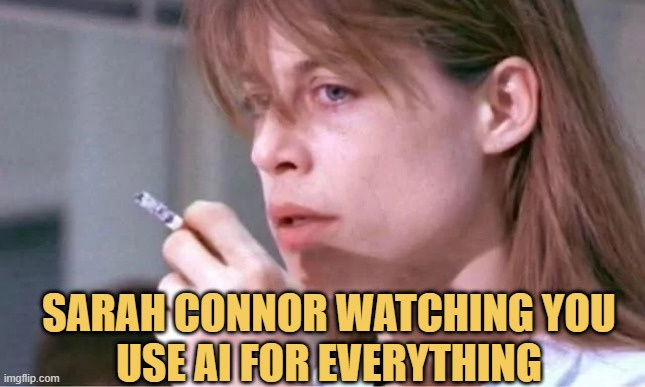 SARAH CONNOR WATCHING YOU
USE AI FOR EVERYTHING
imgflip.com